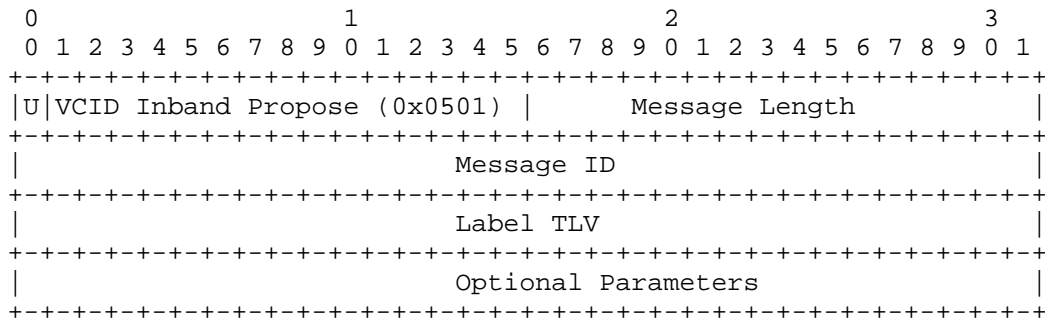 0                   1                   2                   3
 0 1 2 3 4 5 6 7 8 9 0 1 2 3 4 5 6 7 8 9 0 1 2 3 4 5 6 7 8 9 0 1
+-+-+-+-+-+-+-+-+-+-+-+-+-+-+-+-+-+-+-+-+-+-+-+-+-+-+-+-+-+-+-+-+
|U|VCID Inband Propose (0x0501) |      Message Length           |
+-+-+-+-+-+-+-+-+-+-+-+-+-+-+-+-+-+-+-+-+-+-+-+-+-+-+-+-+-+-+-+-+
|                           Message ID                          |
+-+-+-+-+-+-+-+-+-+-+-+-+-+-+-+-+-+-+-+-+-+-+-+-+-+-+-+-+-+-+-+-+
|                           Label TLV                           |
+-+-+-+-+-+-+-+-+-+-+-+-+-+-+-+-+-+-+-+-+-+-+-+-+-+-+-+-+-+-+-+-+
|                           Optional Parameters                 |
+-+-+-+-+-+-+-+-+-+-+-+-+-+-+-+-+-+-+-+-+-+-+-+-+-+-+-+-+-+-+-+-+